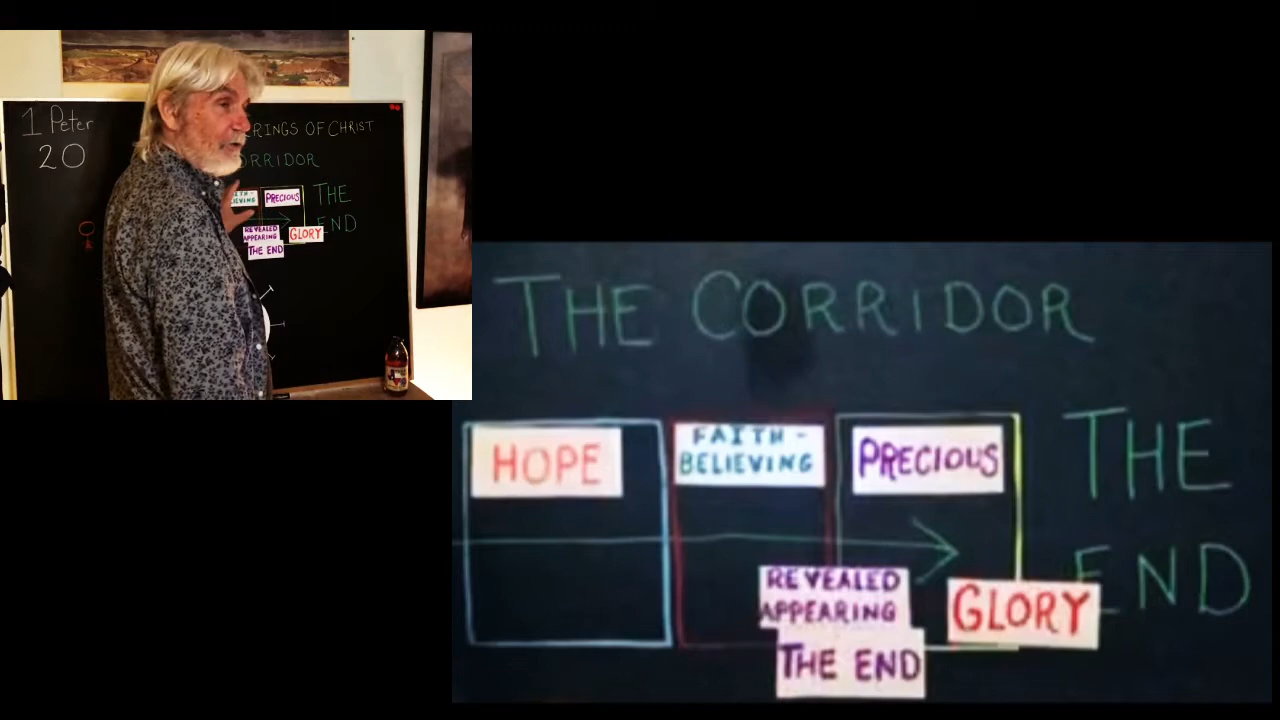 1 Peter
20
RINGS OF CHRIST
ORRIDOR
PRECIOUS
THE
END
REVEALED
APPEARING
THE END
GLORY
THE CORRIDOR
HOPE
FAITH-
BELIEVING
PRECIOUS
THE
END
REVEALED
APPEARING
GLORY
THE END